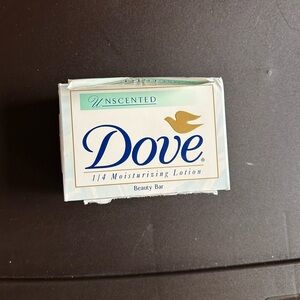 UNSCENTED
Dove®
1/4 Moisturizing Lotion
Beauty Bar